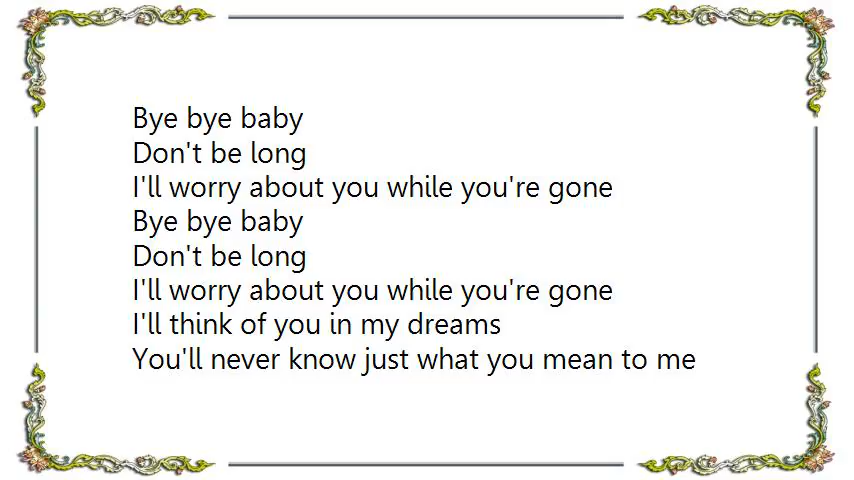 Bye bye baby
Don't be long
I'll worry about you while you're gone
Bye bye baby
Don't be long
I'll worry about you while you're gone
I'll think of you in my dreams
You'll never know just what you mean to me